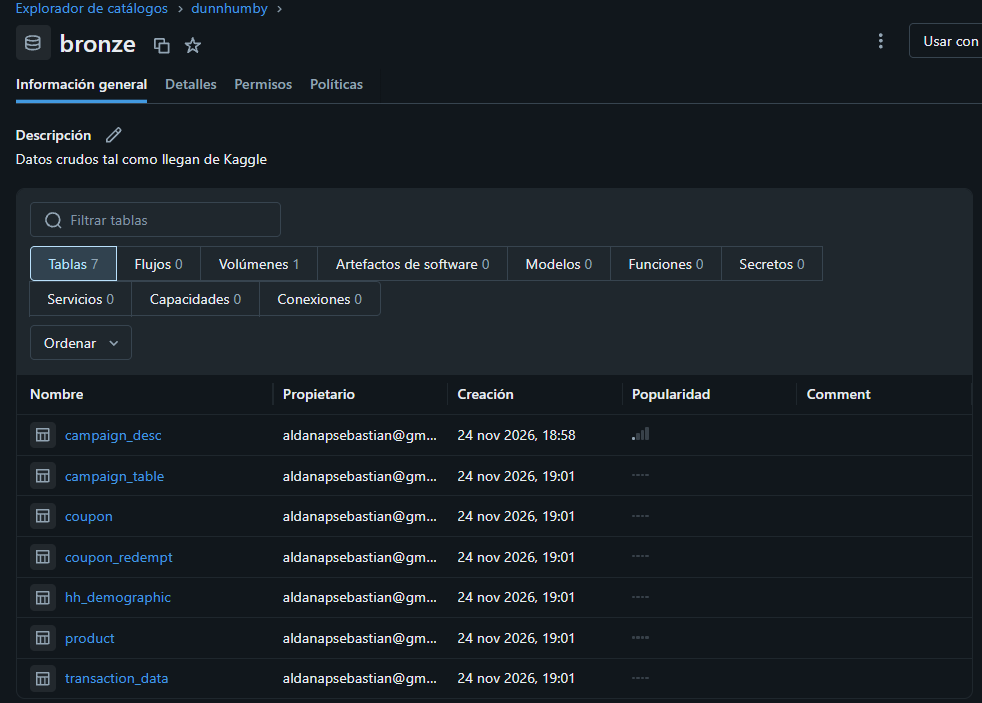 Explorador de catálogos › dunnhumby ›
bronze
Usar con
Información general Detalles Permisos Políticas
Descripción
Datos crudos tal como llegan de Kaggle
Filtrar tablas
Tablas 7 Flujos 0 Volúmenes 1 Artefactos de software 0 Modelos 0 Funciones 0 Secretos 0
Servicios 0 Capacidades 0 Conexiones 0
Ordenar
Nombre Propietario Creación Popularidad Comment
campaign_desc aldanapsebastian@gm... 24 nov 2026, 18:58
campaign_table aldanapsebastian@gm... 24 nov 2026, 19:01
coupon aldanapsebastian@gm... 24 nov 2026, 19:01
coupon_redempt aldanapsebastian@gm... 24 nov 2026, 19:01
hh_demographic aldanapsebastian@gm... 24 nov 2026, 19:01
product aldanapsebastian@gm... 24 nov 2026, 19:01
transaction_data aldanapsebastian@gm... 24 nov 2026, 19:01